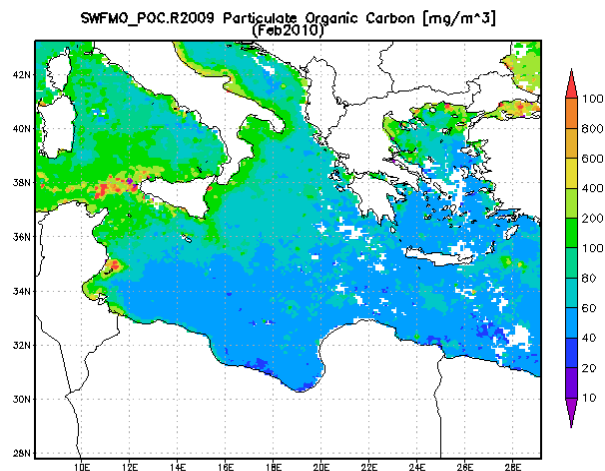 SWFMO_POC.R2009 Particulate Organic Carbon [mg/m^3]
(Feb2010)
42N
40N
38N
36N
34N
32N
30N
28N
10E 12E 14E 16E 18E 20E 22E 24E 26E 28E
100
800
600
400
200
100
80
60
40
20
10